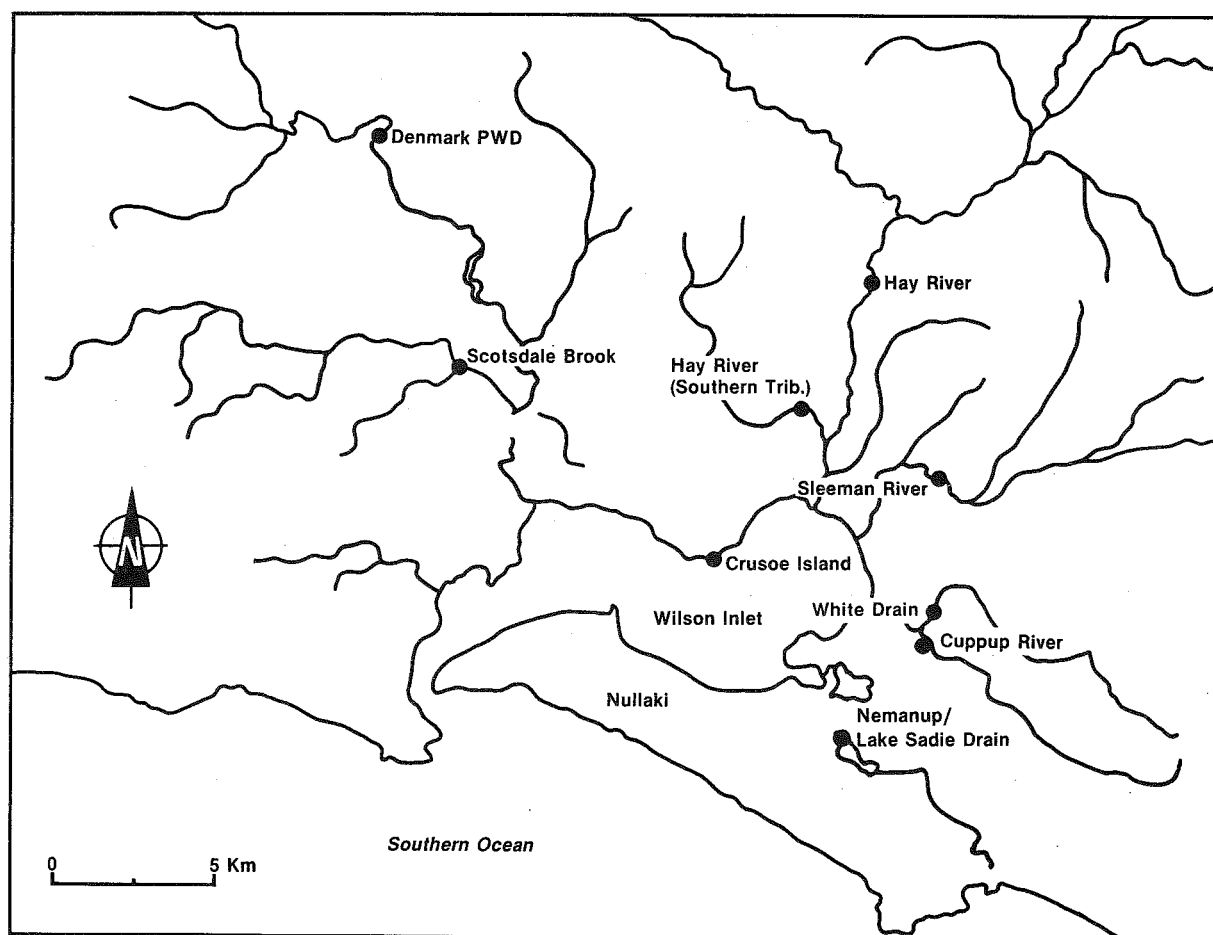 Denmark PWD
Hay River
Scotsdale Brook
Hay River
(Southern Trib.)
Sleeman River
N
Crusoe Island
Wilson Inlet
White Drain
Cuppup River
Nullaki
Nemanup/
Lake Sadie Drain
Southern Ocean
0 5 Km